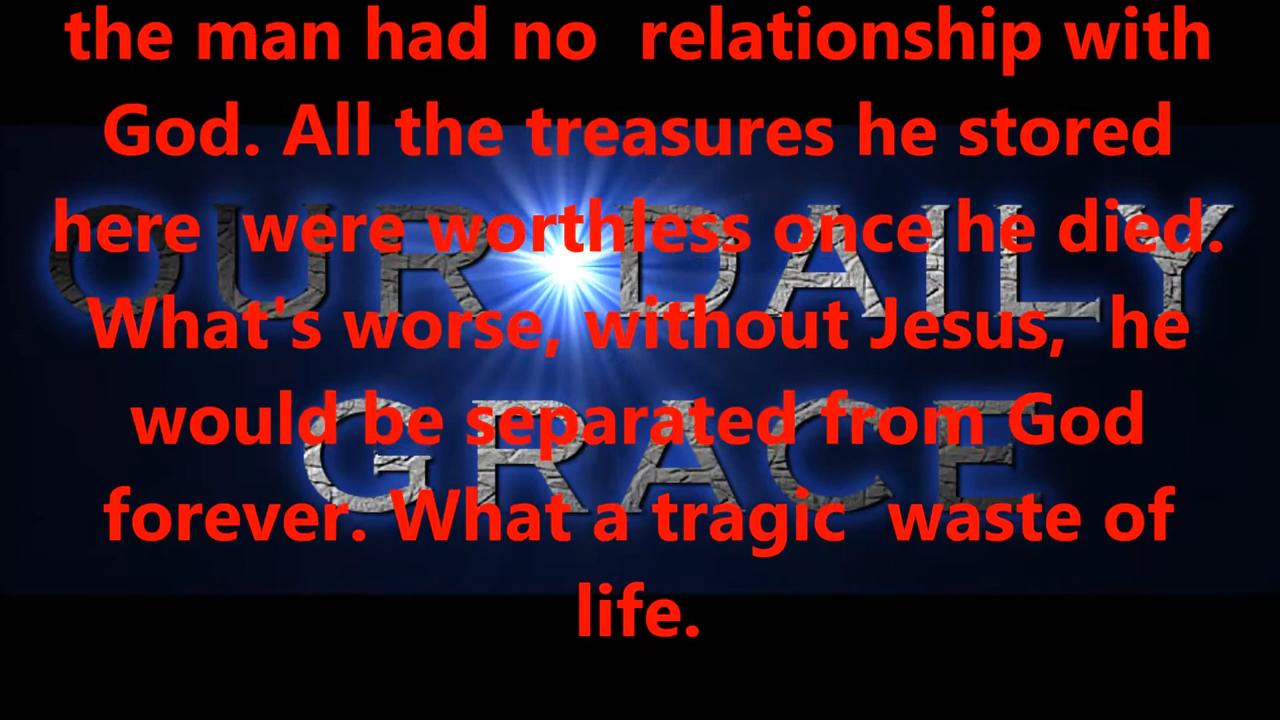 the man had no  relationship with
God. All the treasures he stored
here  were worthless once he died.
What's worse, without Jesus,  he
would be separated from God
forever. What a tragic  waste of
life.
OUR DAILY
GRACE